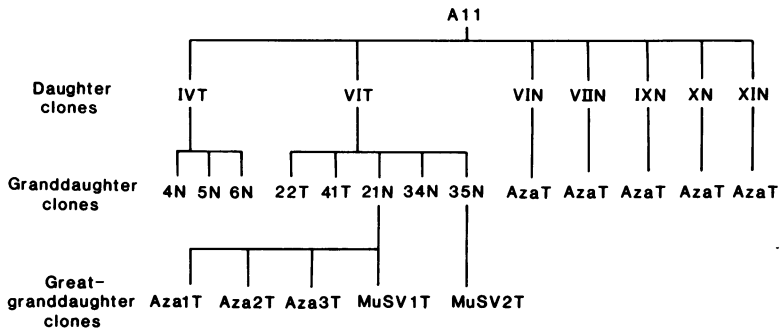 A11
Daughter
clones
IVT VIT VIN VIIN IXN XN XIN
Granddaughter
clones
4N 5N 6N 22T 41T 21N 34N 35N AzaT AzaT AzaT AzaT AzaT
Great-
granddaughter
clones
Aza1T Aza2T Aza3T MuSV1T MuSV2T